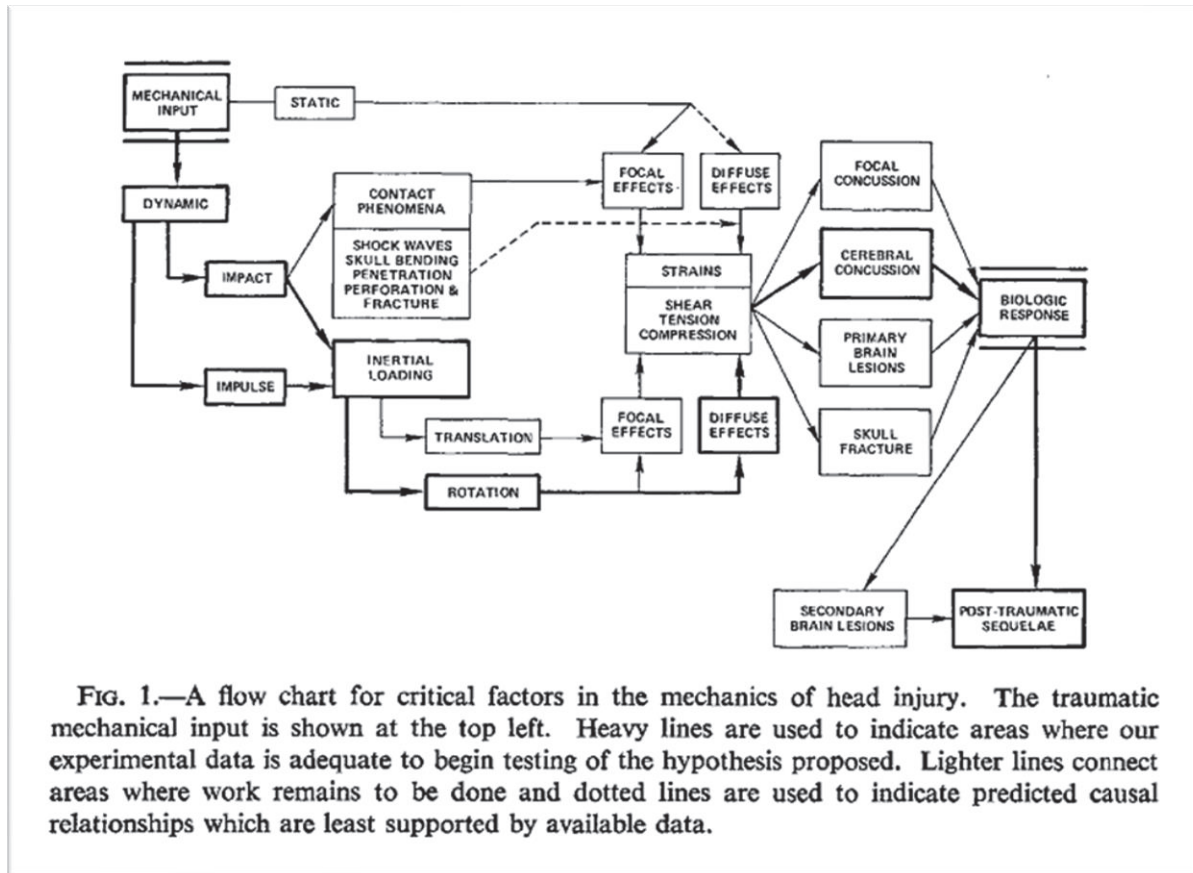 MECHANICAL
INPUT
STATIC
DYNAMIC
CONTACT
PHENOMENA
SHOCK WAVES
SKULL BENDING
PENETRATION
PERFORATION &
FRACTURE
IMPACT
INERTIAL
LOADING
IMPULSE
TRANSLATION
ROTATION
FOCAL
EFFECTS
DIFFUSE
EFFECTS
STRAINS
SHEAR
TENSION
COMPRESSION
FOCAL
EFFECTS
DIFFUSE
EFFECTS
FOCAL
CONCUSSION
CEREBRAL
CONCUSSION
PRIMARY
BRAIN
LESIONS
SKULL
FRACTURE
BIOLOGIC
RESPONSE
SECONDARY
BRAIN LESIONS
POST-TRAUMATIC
SEQUELAE
FIG. 1.—A flow chart for critical factors in the mechanics of head injury. The traumatic
mechanical input is shown at the top left. Heavy lines are used to indicate areas where our
experimental data is adequate to begin testing of the hypothesis proposed. Lighter lines connect
areas where work remains to be done and dotted lines are used to indicate predicted causal
relationships which are least supported by available data.